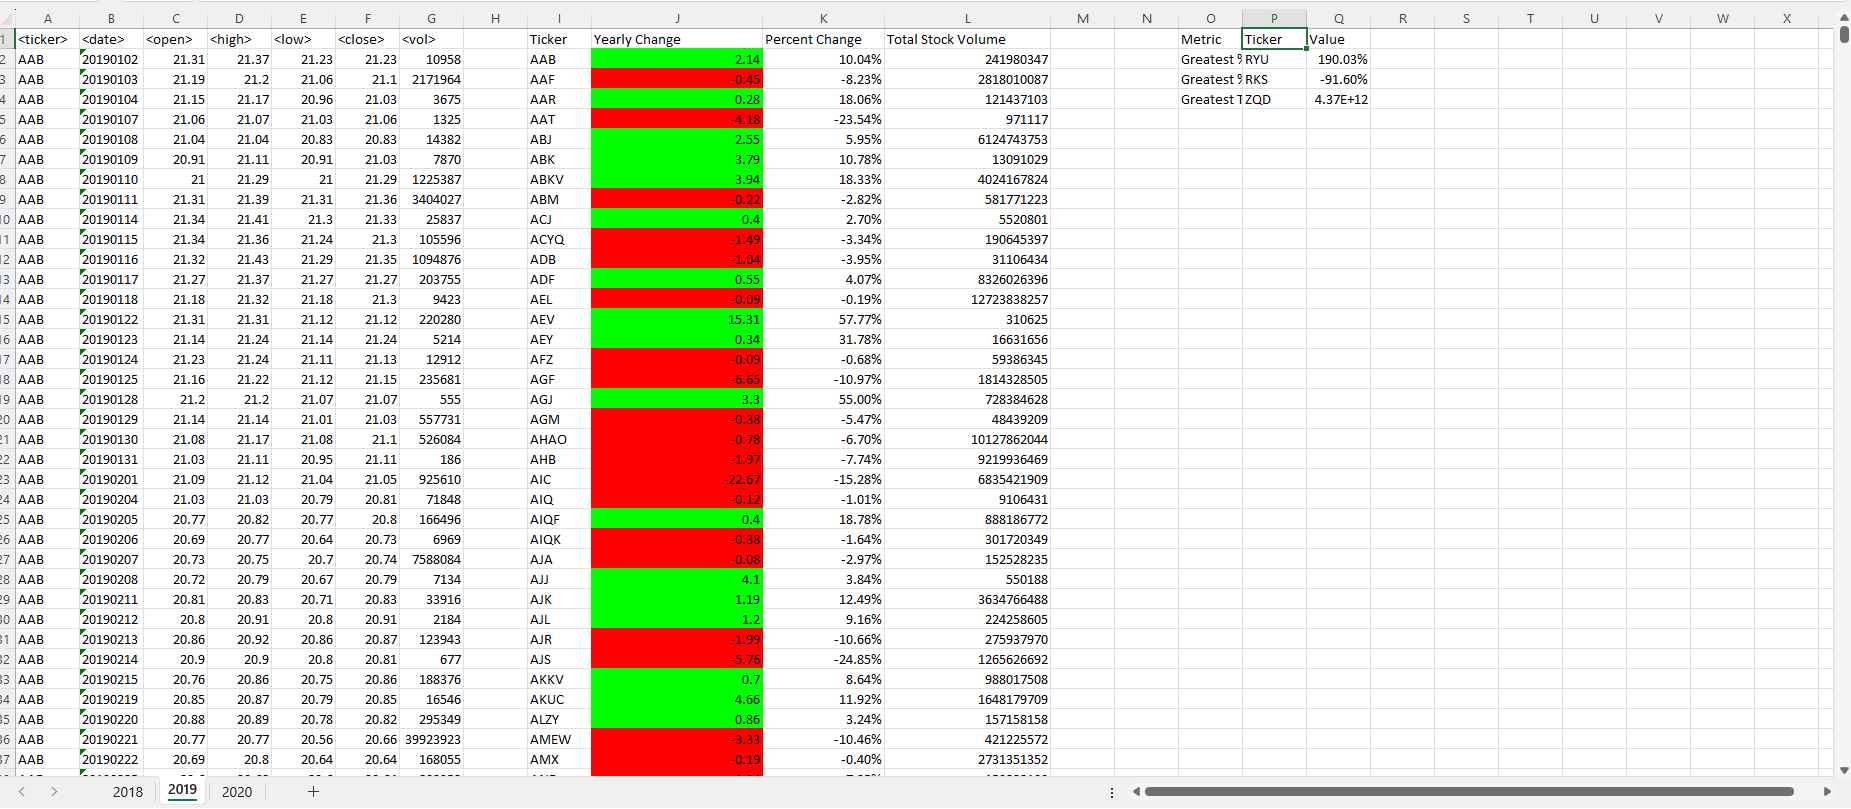 A B C D E F G H I J K L M N O P Q R S T U V W X
1 <ticker> <date> <open> <high> <low> <close> <vol> Ticker Yearly Change Percent Change Total Stock Volume Metric Ticker Value
2 AAB 20190102 21.31 21.37 21.23 21.23 10958 AAB 2.14 10.04% 241980347 Greatest % RYU 190.03%
3 AAB 20190103 21.19 21.2 21.06 21.1 2171964 AAF -0.45 -8.23% 2818010087 Greatest % RKS -91.60%
4 AAB 20190104 21.15 21.17 20.96 21.03 3675 AAR 0.28 18.06% 121437103 Greatest T ZQD 4.37E+12
5 AAB 20190107 21.06 21.07 21.03 21.06 1325 AAT -4.18 -23.54% 971117
6 AAB 20190108 21.04 21.04 20.83 20.83 14382 ABJ 2.55 5.95% 6124743753
7 AAB 20190109 20.91 21.11 20.91 21.03 7870 ABK 3.79 10.78% 13091029
8 AAB 20190110 21 21.29 21 21.29 1225387 ABKV 3.94 18.33% 4024167824
9 AAB 20190111 21.31 21.39 21.31 21.36 3404027 ABM -0.22 -2.82% 581771223
10 AAB 20190114 21.34 21.41 21.3 21.33 25837 ACJ 0.4 2.70% 5520801
11 AAB 20190115 21.34 21.36 21.24 21.3 105596 ACYQ -1.49 -3.34% 190645397
12 AAB 20190116 21.32 21.43 21.29 21.35 1094876 ADB -1.04 -3.95% 31106434
13 AAB 20190117 21.27 21.37 21.27 21.27 203755 ADF 0.55 4.07% 8326026396
14 AAB 20190118 21.18 21.32 21.18 21.3 9423 AEL -0.09 -0.19% 12723838257
15 AAB 20190122 21.31 21.31 21.12 21.12 220280 AEV 15.31 57.77% 310625
16 AAB 20190123 21.14 21.24 21.14 21.24 5214 AEY 0.34 31.78% 16631656
17 AAB 20190124 21.23 21.24 21.11 21.13 12912 AFZ -0.09 -0.68% 59386345
18 AAB 20190125 21.16 21.22 21.12 21.15 235681 AGF -6.65 -10.97% 1814328505
19 AAB 20190128 21.2 21.2 21.07 21.07 555 AGJ 3.3 55.00% 728384628
20 AAB 20190129 21.14 21.14 21.01 21.03 557731 AGM -0.38 -5.47% 48439209
21 AAB 20190130 21.08 21.17 21.08 21.1 526084 AHAO -0.78 -6.70% 10127862044
22 AAB 20190131 21.03 21.11 20.95 21.11 186 AHB -1.97 -7.74% 9219936469
23 AAB 20190201 21.09 21.12 21.04 21.05 925610 AIC -22.67 -15.28% 6835421909
24 AAB 20190204 21.03 21.03 20.79 20.81 71848 AIQ -0.12 -1.01% 9106431
25 AAB 20190205 20.77 20.82 20.77 20.8 166496 AIQF 0.4 18.78% 888186772
26 AAB 20190206 20.69 20.77 20.64 20.73 6969 AIQK -0.38 -1.64% 301720349
27 AAB 20190207 20.73 20.75 20.7 20.74 7588084 AJA -0.08 -2.97% 152528235
28 AAB 20190208 20.72 20.79 20.67 20.79 7134 AJJ 4.1 3.84% 550188
29 AAB 20190211 20.81 20.83 20.71 20.83 33916 AJK 1.19 12.49% 3634766488
30 AAB 20190212 20.8 20.91 20.8 20.91 2184 AJL 1.2 9.16% 224258605
31 AAB 20190213 20.86 20.92 20.86 20.87 123943 AJR -1.99 -10.66% 275937970
32 AAB 20190214 20.9 20.9 20.8 20.81 677 AJS -5.76 -24.85% 1265626692
33 AAB 20190215 20.76 20.86 20.75 20.86 188376 AKKV 0.7 8.64% 988017508
34 AAB 20190219 20.85 20.87 20.79 20.85 16546 AKUC 4.66 11.92% 1648179709
35 AAB 20190220 20.88 20.89 20.78 20.82 295349 ALZY 0.86 3.24% 157158158
36 AAB 20190221 20.77 20.77 20.56 20.66 39923923 AMEW -3.33 -10.46% 421225572
37 AAB 20190222 20.69 20.8 20.64 20.64 168055 AMX -0.19 -0.40% 2731351352
2018 2019 2020